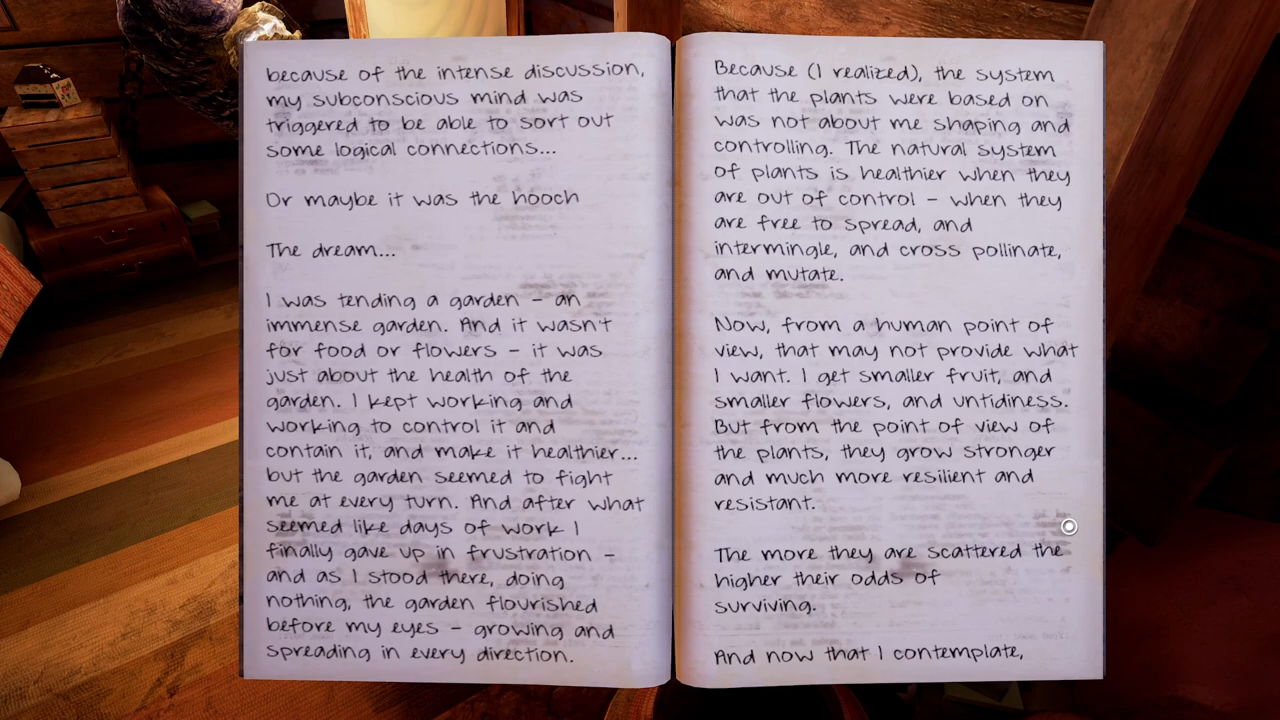 because of the intense discussion,
my subconscious mind was
triggered to be able to sort out
some logical connections...
Or maybe it was the hooch
The dream...
I was tending a garden – an
immense garden. And it wasn't
for food or flowers – it was
just about the health of the
garden. I kept working and
working to control it and
contain it, and make it healthier...
but the garden seemed to fight
me at every turn. And after what
seemed like days of work I
finally gave up in frustration –
and as I stood there, doing
nothing, the garden flourished
before my eyes – growing and
spreading in every direction.
Because (I realized), the system
that the plants were based on
was not about me shaping and
controlling. The natural system
of plants is healthier when they
are out of control – when they
are free to spread, and
intermingle, and cross pollinate,
and mutate.
Now, from a human point of
view, that may not provide what
I want. I get smaller fruit, and
smaller flowers, and untidiness.
But from the point of view of
the plants, they grow stronger
and much more resilient and
resistant.
The more they are scattered the
higher their odds of
surviving.
And now that I contemplate,